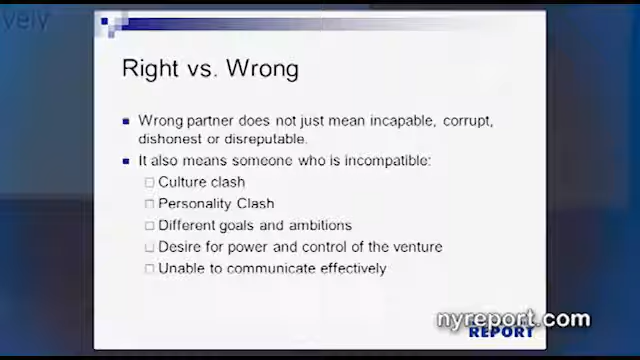 vely
Right vs. Wrong
Wrong partner does not just mean incapable, corrupt,
dishonest or disreputable.
It also means someone who is incompatible:
Culture clash
Personality Clash
Different goals and ambitions
Desire for power and control of the venture
Unable to communicate effectively
nyreport.com
REPORT